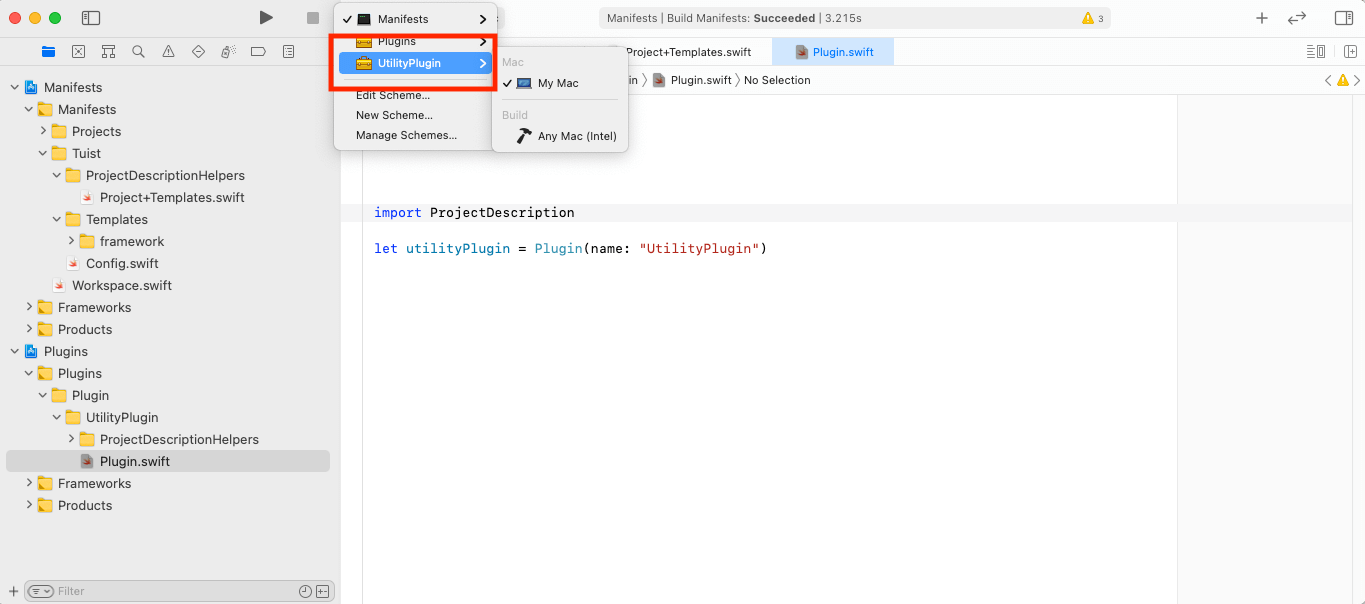 Manifests
Plugins
UtilityPlugin
Edit Scheme...
New Scheme...
Manage Schemes...
Mac
My Mac
Build
Any Mac (Intel)
Manifests | Build Manifests: Succeeded | 3.215s
3
Project+Templates.swift
Plugin.swift
in
Plugin.swift
No Selection
Manifests
Manifests
Projects
Tuist
ProjectDescriptionHelpers
Project+Templates.swift
Templates
framework
Config.swift
Workspace.swift
Frameworks
Products
Plugins
Plugins
Plugin
UtilityPlugin
ProjectDescriptionHelpers
Plugin.swift
Frameworks
Products
Filter
import ProjectDescription
let utilityPlugin = Plugin(name: "UtilityPlugin")